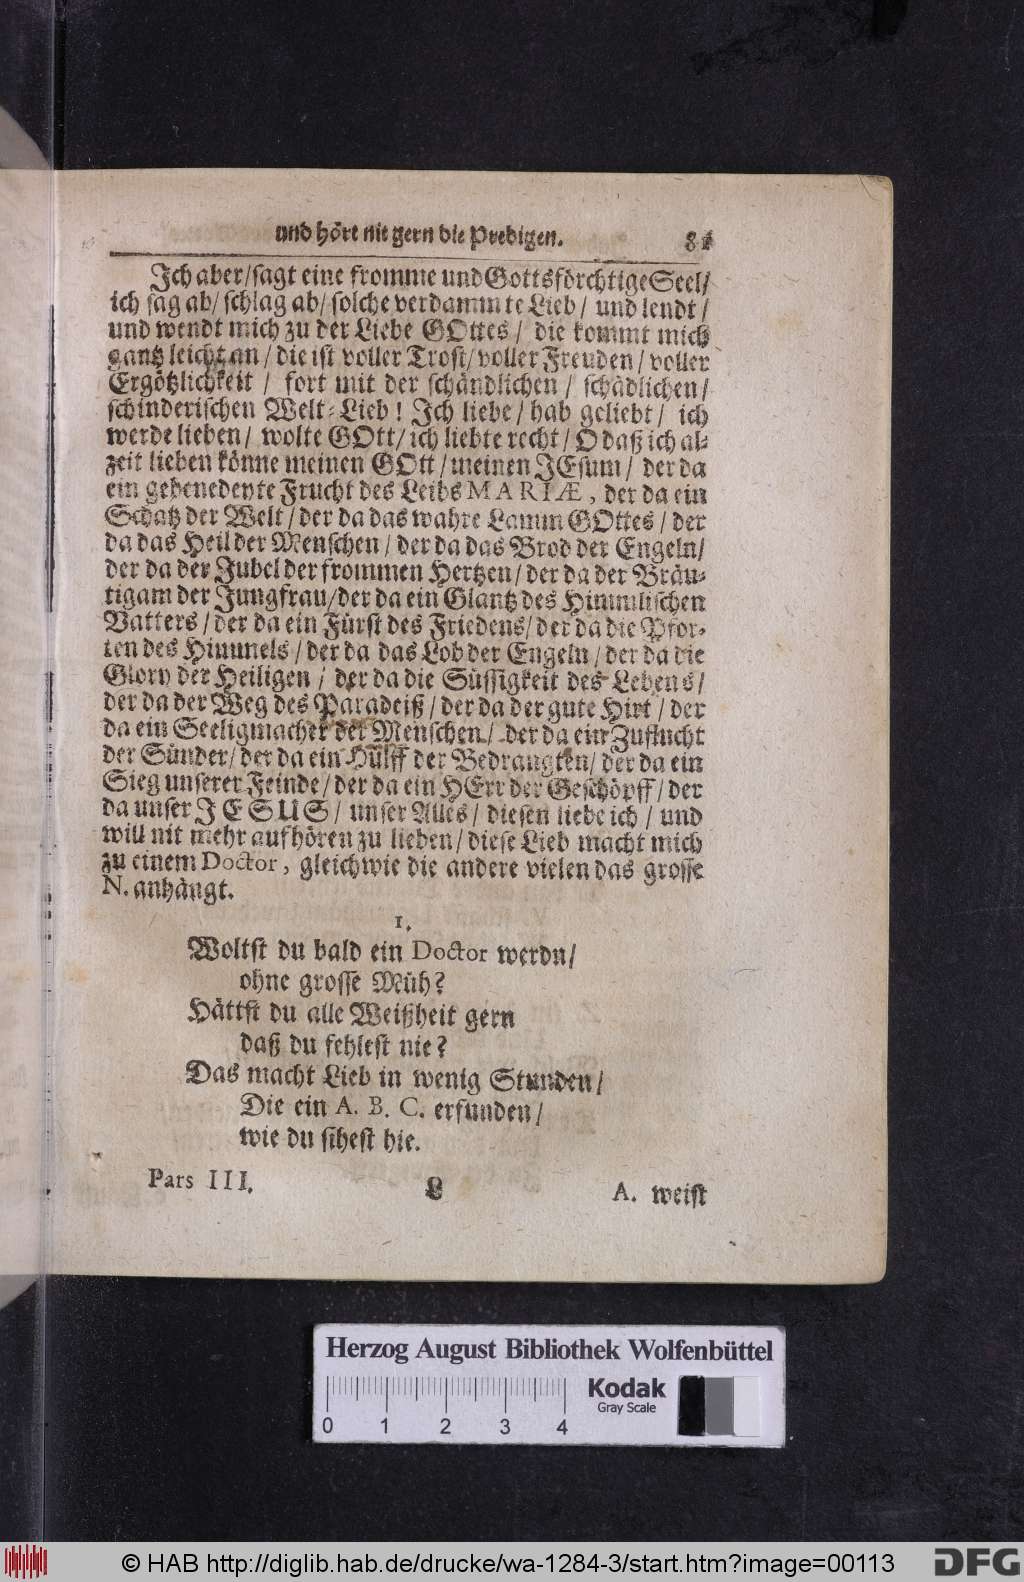 und hört nit gern die Predigen. 81
Ich aber/sagt eine fromme und Gottsförchtige Seel/
ich sag ab/ schlag ab/ solche verdammte Lieb/ und lendt/
und wendt mich zu der Liebe GOttes/ die kommt mich
gantz leicht an/ die ist voller Trost/ voller Freuden/ voller
Ergötzlichkeit/ fort mit der schändlichen/ schädlichen/
schinderischen Welt-Lieb! Ich liebe/ hab geliebt/ ich
werde lieben/ wolte GOtt/ ich liebte recht/ O daß ich al-
zeit lieben könne meinen GOtt/ meinen JEsum/ der da
ein gebenedeyte Frucht des Leibs MARIÆ, der da ein
Schatz der Welt/ der da das wahre Lamm GOttes/ der
da das Heil der Menschen/ der da das Brod der Engeln/
der da der Jubel der frommen Hertzen/ der da der Bräu-
tigam der Jungfrau/ der da ein Glantz des Himmlischen
Vatters/ der da ein Fürst des Friedens/ der da die Pfor-
ten des Himmels/ der da das Lob der Engeln/ der da die
Glory der Heiligen/ der da die Süssigkeit des Lebens/
der da der Weg des Paradeiß/ der da der gute Hirt/ der
da ein Seeligmacher der Menschen/ der da ein Zuflucht
der Sünder/ der da ein Hülff der Bedrangten/ der da ein
Sieg unserer Feinde/ der da ein HErr der Geschöpff/ der
da unser JESUS/ unser Alles/ diesen liebe ich/ und
will nit mehr aufhören zu lieben/ diese Lieb macht mich
zu einem Doctor, gleichwie die andere vielen das grosse
N. anhängt.
1.
Woltst du bald ein Doctor werdn/
ohne grosse Müh?
Hättst du alle Weißheit gern
daß du fehlest nie?
Das macht Lieb in wenig Stunden/
Die ein A. B. C. erfunden/
wie du sihest hie.
Pars III. L A. weist
Herzog August Bibliothek Wolfenbüttel
Kodak
Gray Scale
0 1 2 3 4
© HAB http://diglib.hab.de/drucke/wa-1284-3/start.htm?image=00113 DFG